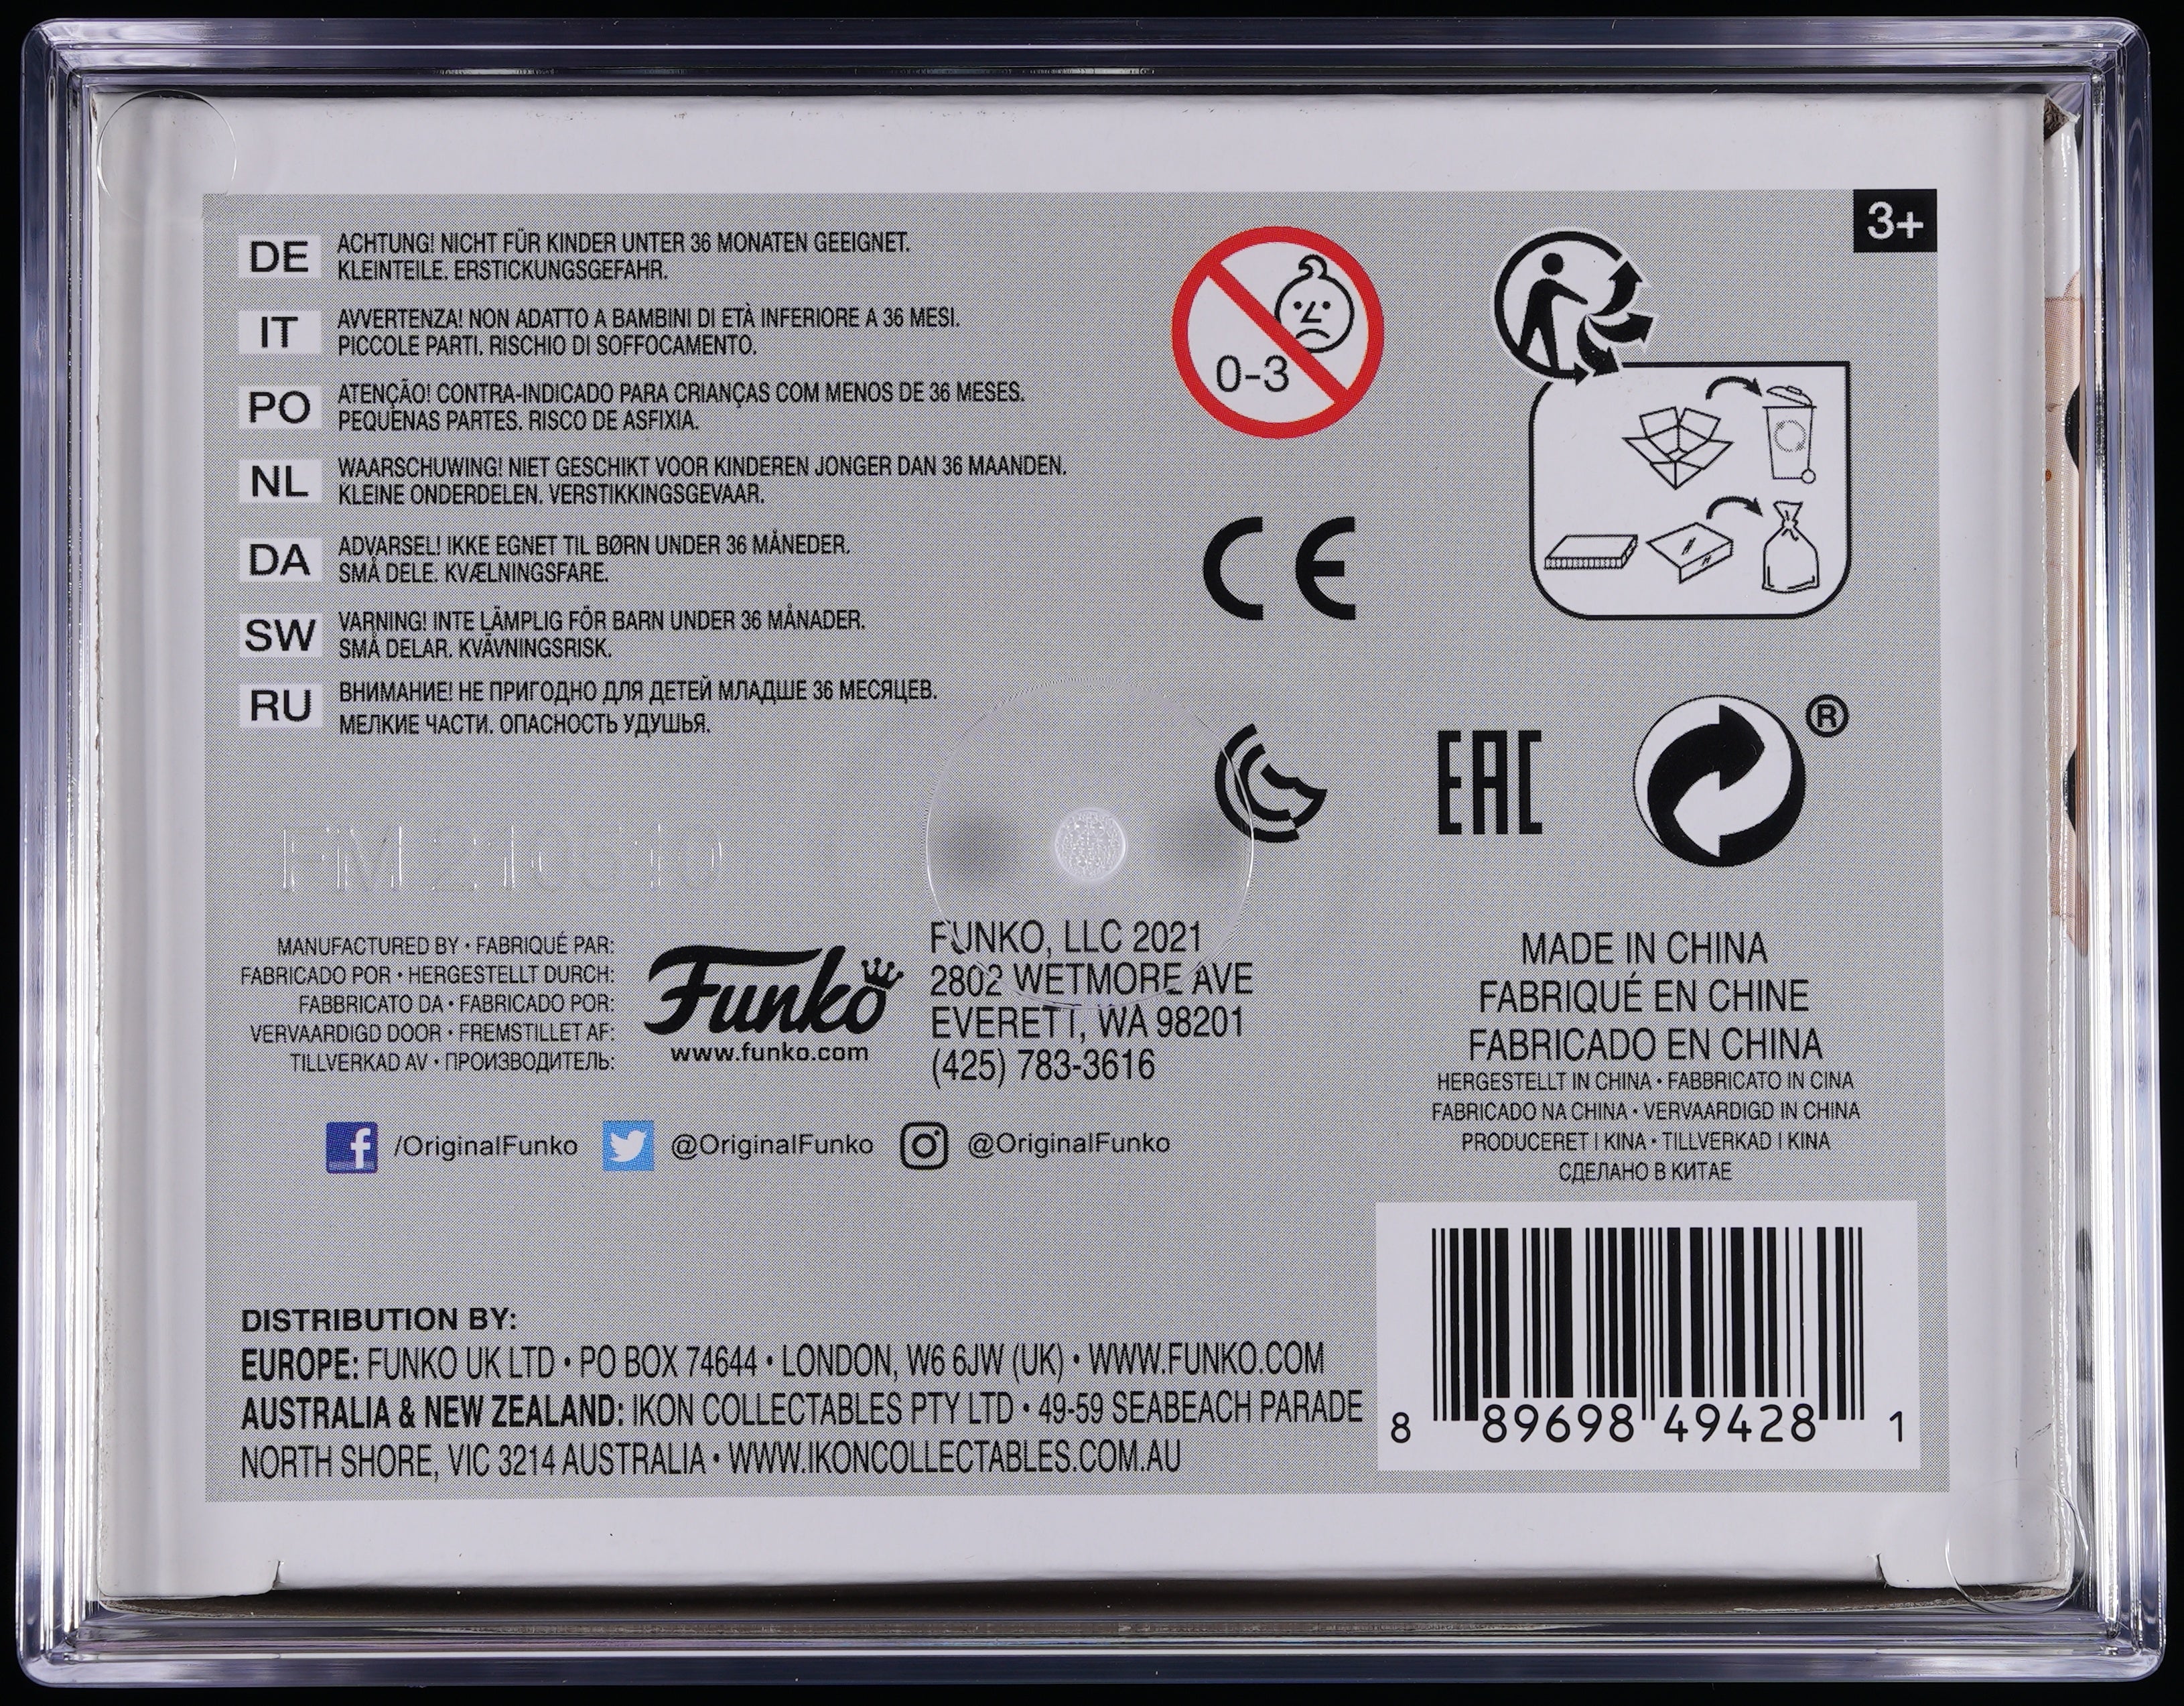 3+
DE
ACHTUNG! NICHT FÜR KINDER UNTER 36 MONATEN GEEIGNET.
KLEINTEILE. ERSTICKUNGSGEFAHR.
IT
AVVERTENZA! NON ADATTO A BAMBINI DI ETÀ INFERIORE A 36 MESI.
PICCOLE PARTI. RISCHIO DI SOFFOCAMENTO.
PO
ATENÇÃO! CONTRA-INDICADO PARA CRIANÇAS COM MENOS DE 36 MESES.
PEQUENAS PARTES. RISCO DE ASFIXIA.
NL
WAARSCHUWING! NIET GESCHIKT VOOR KINDEREN JONGER DAN 36 MAANDEN.
KLEINE ONDERDELEN. VERSTIKKINGSGEVAAR.
DA
ADVARSEL! IKKE EGNET TIL BØRN UNDER 36 MÅNEDER.
SMÅ DELE. KVÆLNINGSFARE.
SW
VARNING! INTE LÄMPLIG FÖR BARN UNDER 36 MÅNADER.
SMÅ DELAR. KVÄVNINGSRISK.
RU
ВНИМАНИЕ! НЕ ПРИГОДНО ДЛЯ ДЕТЕЙ МЛАДШЕ 36 МЕСЯЦЕВ.
МЕЛКИЕ ЧАСТИ. ОПАСНОСТЬ УДУШЬЯ.
0-3
CE
EAC
®
FM 210510
MANUFACTURED BY • FABRIQUÉ PAR:
FABRICADO POR • HERGESTELLT DURCH:
FABBRICATO DA • FABRICADO POR:
VERVAARDIGD DOOR • FREMSTILLET AF:
TILLVERKAD AV • ПРОИЗВОДИТЕЛЬ:
Funko
www.funko.com
FUNKO, LLC 2021
2802 WETMORE AVE
EVERETT, WA 98201
(425) 783-3616
MADE IN CHINA
FABRIQUÉ EN CHINE
FABRICADO EN CHINA
HERGESTELLT IN CHINA • FABBRICATO IN CINA
FABRICADO NA CHINA • VERVAARDIGD IN CHINA
PRODUCERET I KINA • TILLVERKAD I KINA
СДЕЛАНО В КИТАЕ
/OriginalFunko @OriginalFunko @OriginalFunko
DISTRIBUTION BY:
EUROPE: FUNKO UK LTD • PO BOX 74644 • LONDON, W6 6JW (UK) • WWW.FUNKO.COM
AUSTRALIA & NEW ZEALAND: IKON COLLECTABLES PTY LTD • 49-59 SEABEACH PARADE
NORTH SHORE, VIC 3214 AUSTRALIA • WWW.IKONCOLLECTABLES.COM.AU
8 89698 49428 1